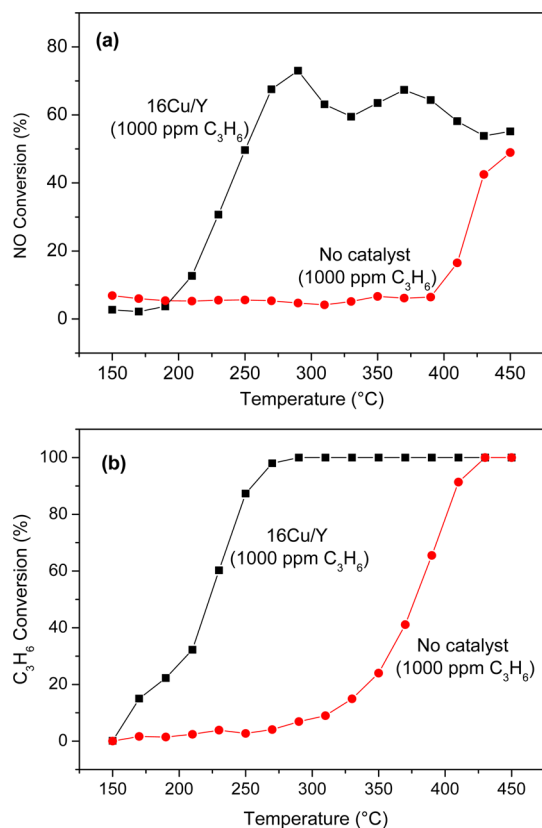 (a)
16Cu/Y
(1000 ppm C₃H₆)
No catalyst
(1000 ppm C₃H₆)
NO Conversion (%)
80
60
40
20
0
150 200 250 300 350 400 450
Temperature (°C)
(b)
16Cu/Y
(1000 ppm C₃H₆)
No catalyst
(1000 ppm C₃H₆)
C₃H₆ Conversion (%)
100
80
60
40
20
0
150 200 250 300 350 400 450
Temperature (°C)